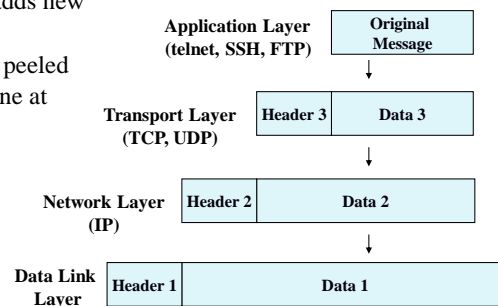 adds new
peeled
ne at
Application Layer
(telnet, SSH, FTP)
Original
Message
Transport Layer
(TCP, UDP)
Header 3
Data 3
Network Layer
(IP)
Header 2
Data 2
Data Link
Layer
Header 1
Data 1